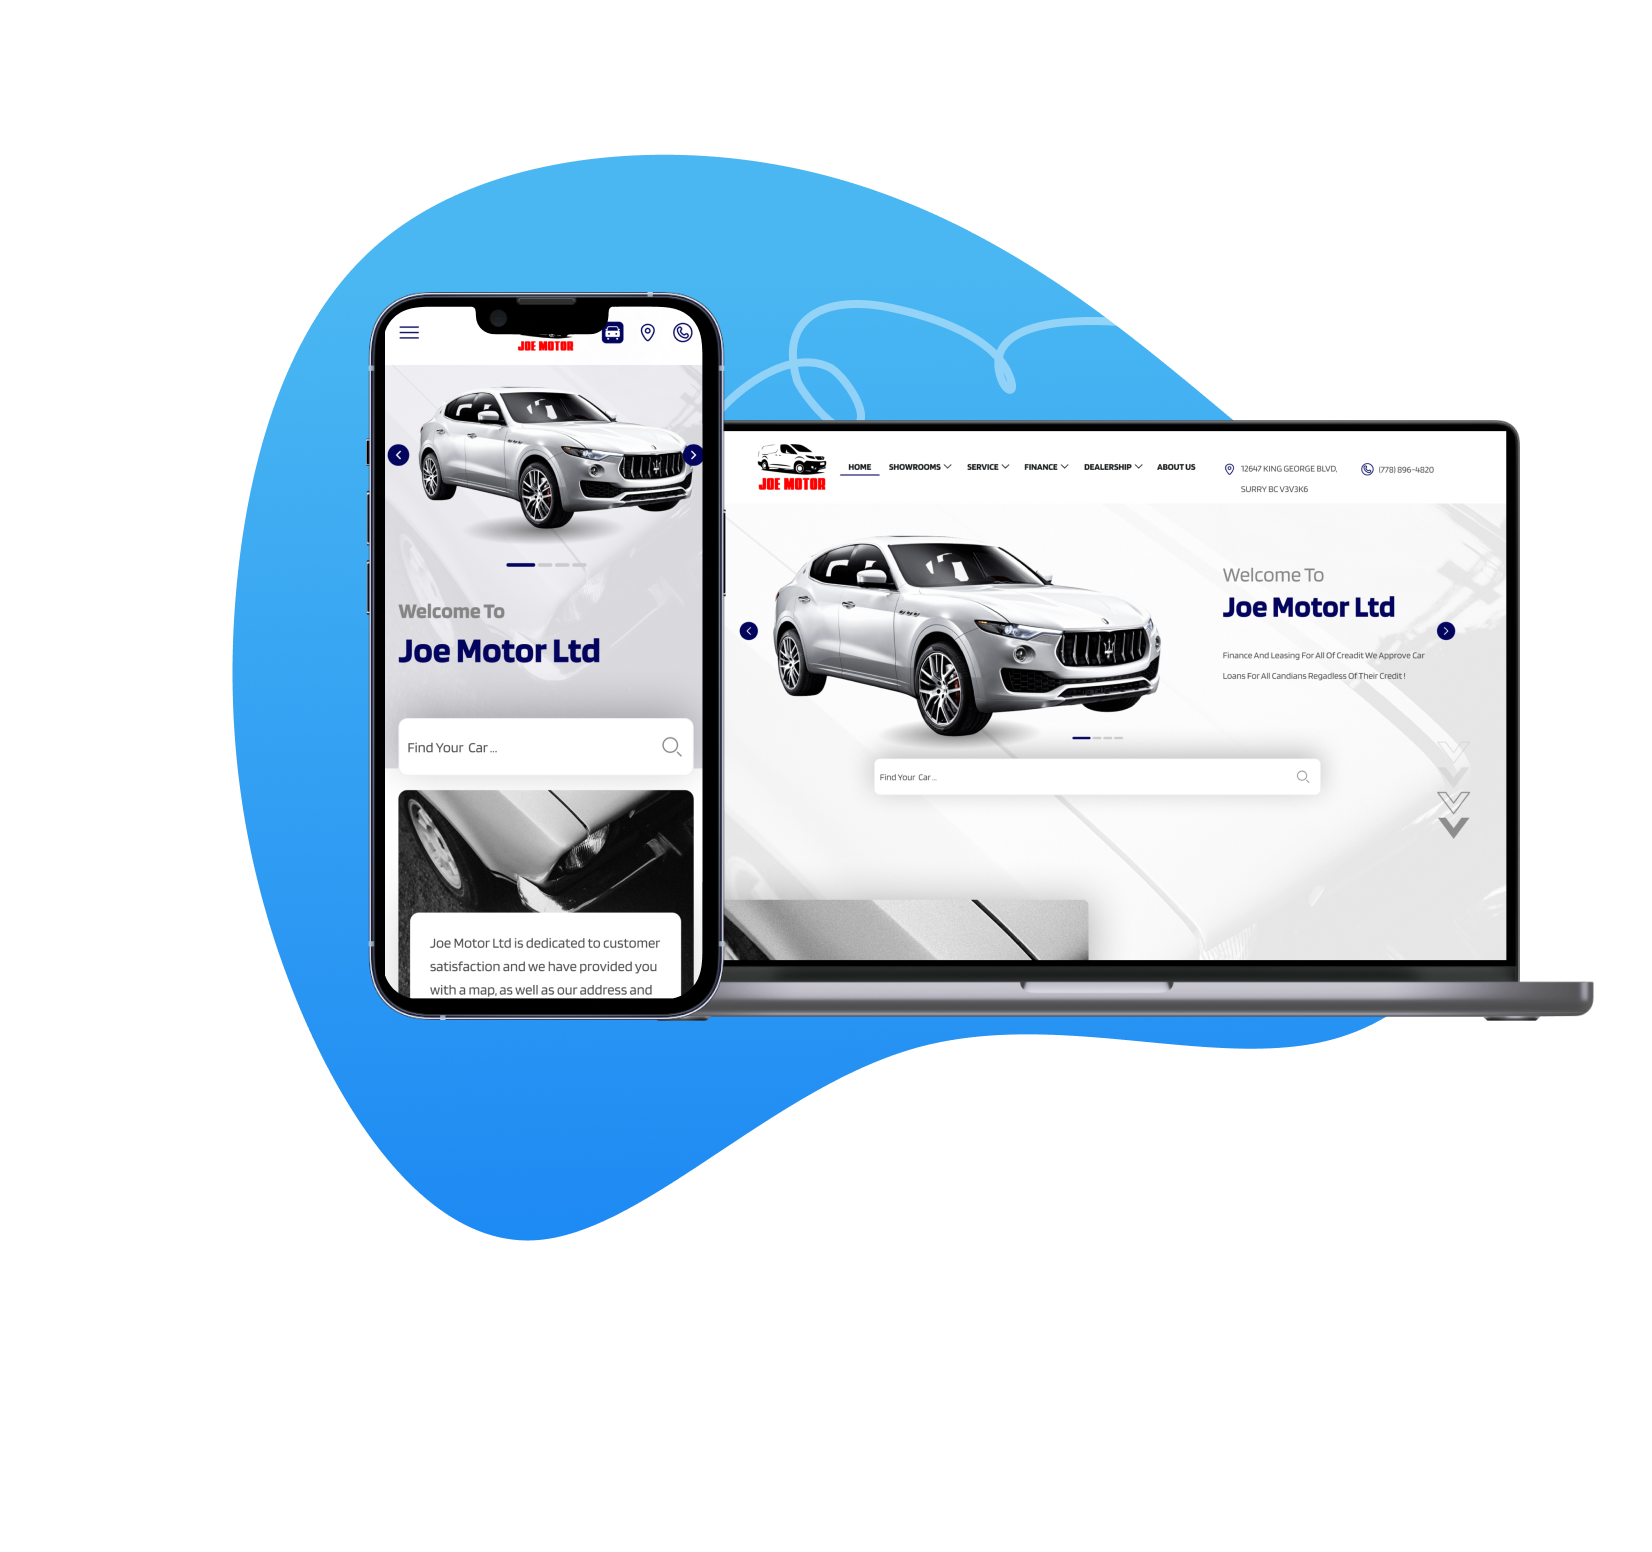 JOE MOTOR
Welcome To
Joe Motor Ltd
Find Your Car ...
Joe Motor Ltd is dedicated to customer
satisfaction and we have provided you
with a map, as well as our address and
JOE MOTOR
HOME SHOWROOMS SERVICE FINANCE DEALERSHIP ABOUT US
12647 KING GEORGE BLVD, (778) 896-4820
SURRY BC V3V3K6
Welcome To
Joe Motor Ltd
Finance And Leasing For All Of Creadit We Approve Car
Loans For All Candians Regadless Of Their Credit !
Find Your Car ...